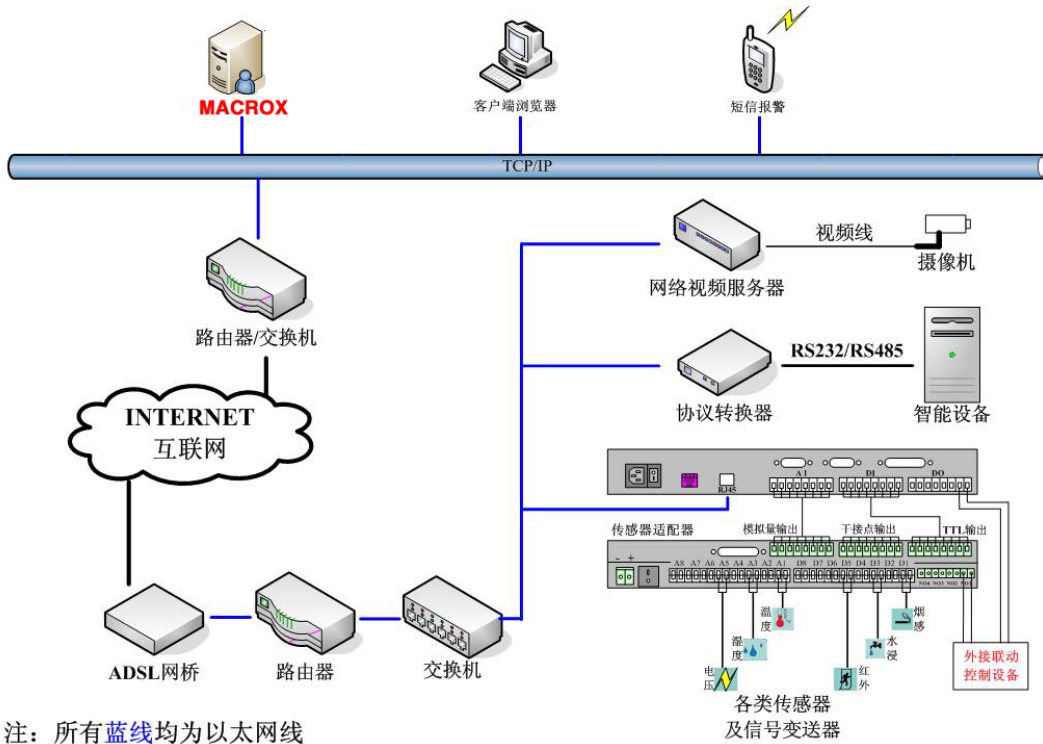 MACROX
客户端浏览器
短信报警
TCP/IP
视频线
摄像机
网络视频服务器
路由器/交换机
RS232/RS485
协议转换器
智能设备
INTERNET
互联网
A I
DI
DO
RJ45
传感器适配器
模拟量输出
干接点输出
TTL输出
- +
A8 A7 A6 A5 A4 A3 A2 A1 D8 D7 D6 D5 D4 D3 D2 D1
NO4 NO3 NO2 NO1
温度
烟感
湿度
水浸
电压
红外
外接联动
控制设备
ADSL网桥
路由器
交换机
各类传感器
及信号变送器
注：所有蓝线均为以太网线